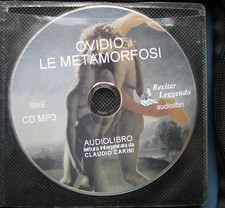 OVIDIO
LE METAMORFOSI
SIAE
CD MP3
Recitar
Leggendo
audiolibri
AUDIOLIBRO
lettura interpretata da
CLAUDIO CARINI